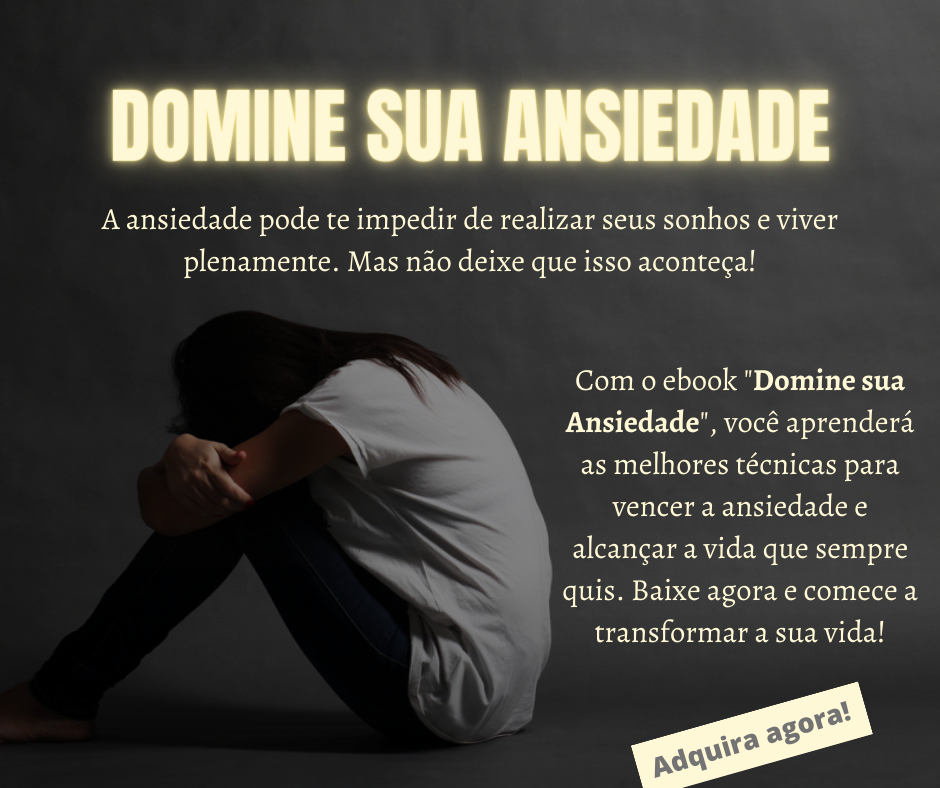 DOMINE SUA ANSIEDADE
A ansiedade pode te impedir de realizar seus sonhos e viver
plenamente. Mas não deixe que isso aconteça!
Com o ebook "Domine sua
Ansiedade", você aprenderá
as melhores técnicas para
vencer a ansiedade e
alcançar a vida que sempre
quis. Baixe agora e comece a
transformar a sua vida!
Adquira agora!